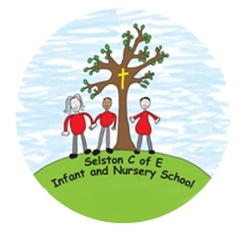 Selston C of E
Infant and Nursery School